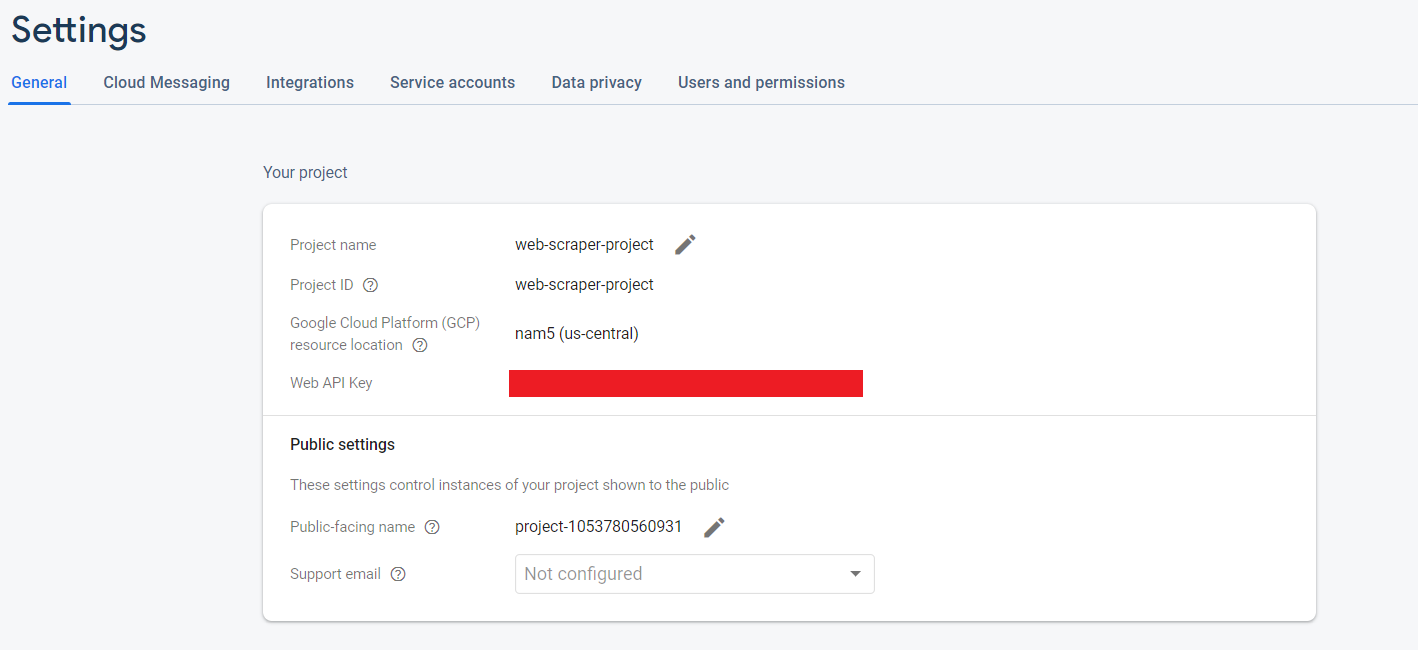 Settings
General Cloud Messaging Integrations Service accounts Data privacy Users and permissions
Your project
Project name web-scraper-project
Project ID web-scraper-project
Google Cloud Platform (GCP)
resource location nam5 (us-central)
Web API Key
Public settings
These settings control instances of your project shown to the public
Public-facing name project-1053780560931
Support email Not configured